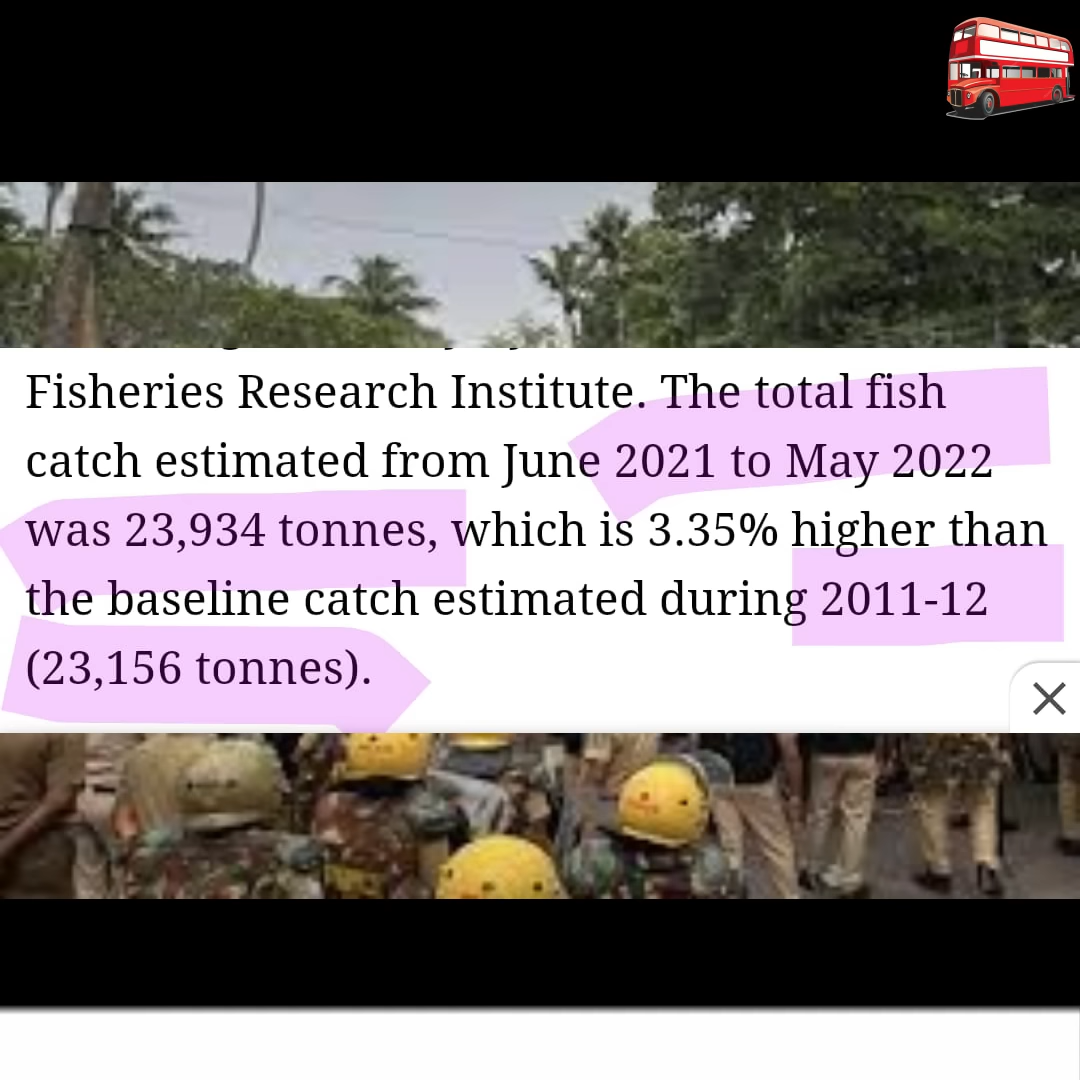 Fisheries Research Institute. The total fish
catch estimated from June 2021 to May 2022
was 23,934 tonnes, which is 3.35% higher than
the baseline catch estimated during 2011-12
(23,156 tonnes).